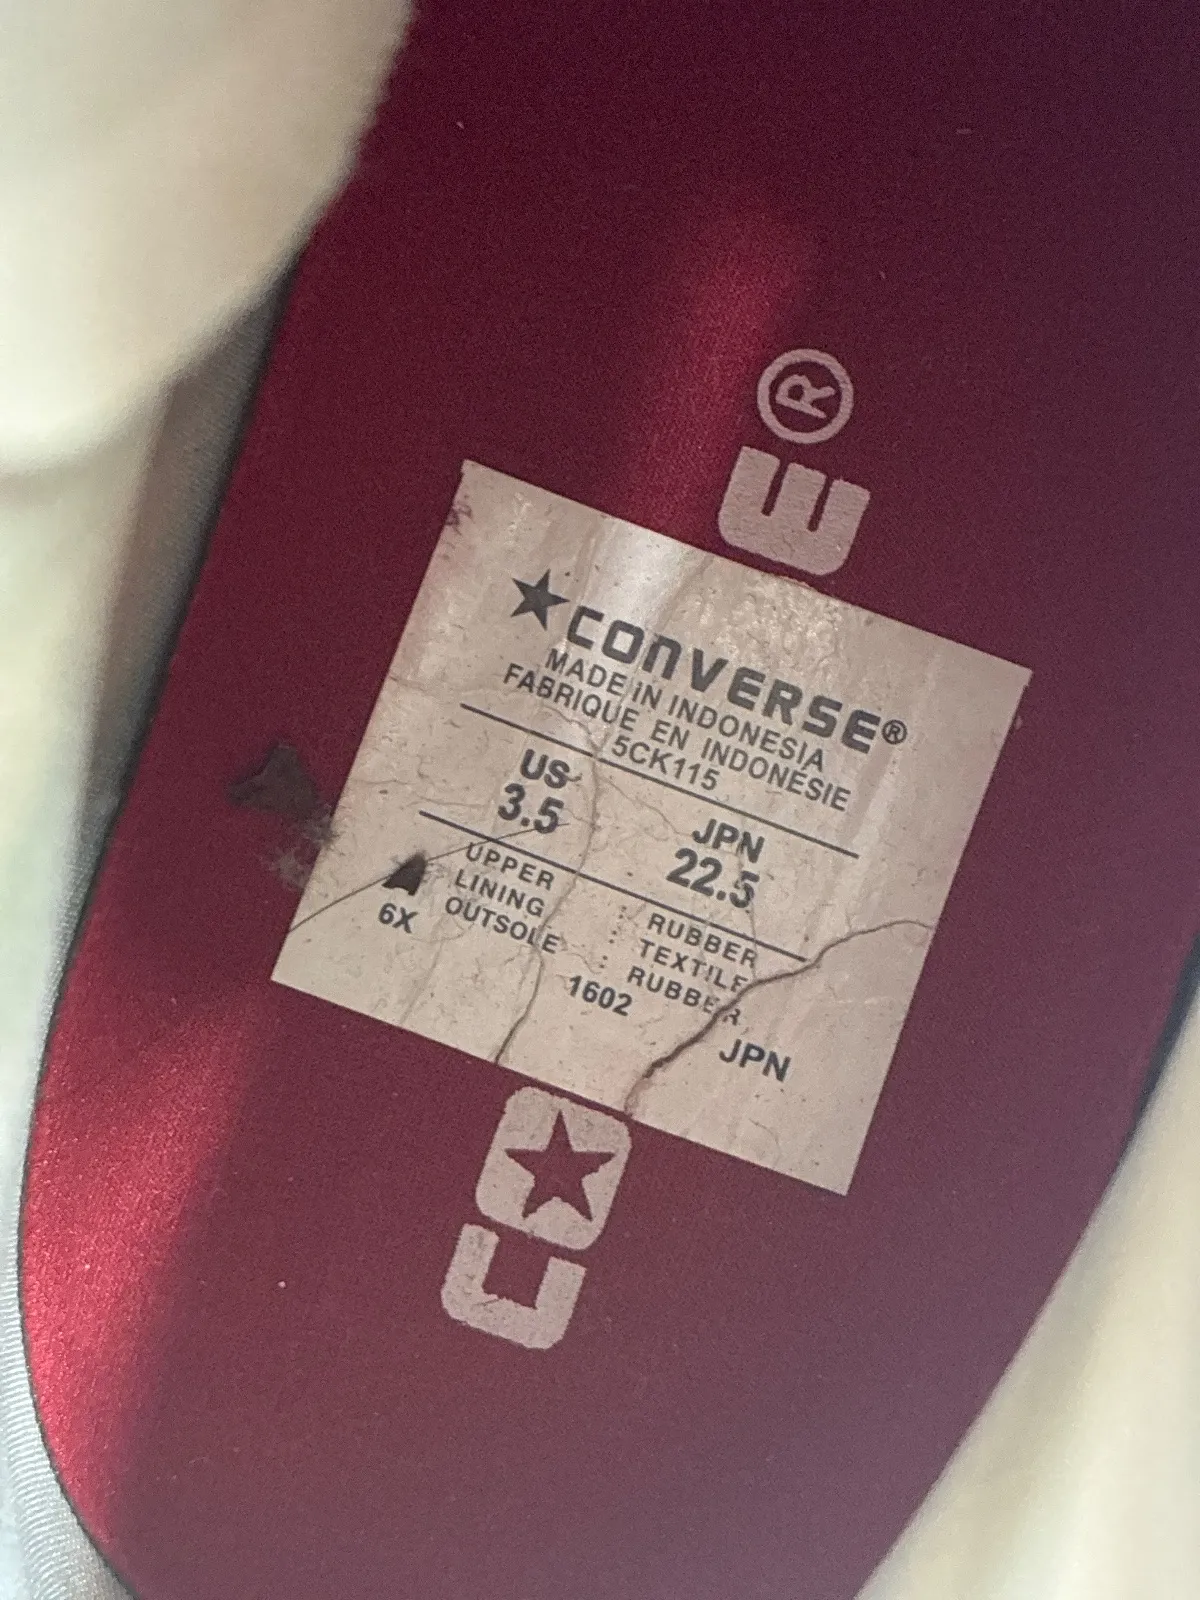 E®
★CONVERSE®
MADE IN INDONESIA
FABRIQUE EN INDONÉSIE
5CK115
US JPN
3.5 22.5
UPPER : RUBBER
LINING : TEXTILE
OUTSOLE : RUBBER
6X
1602
JPN
C★